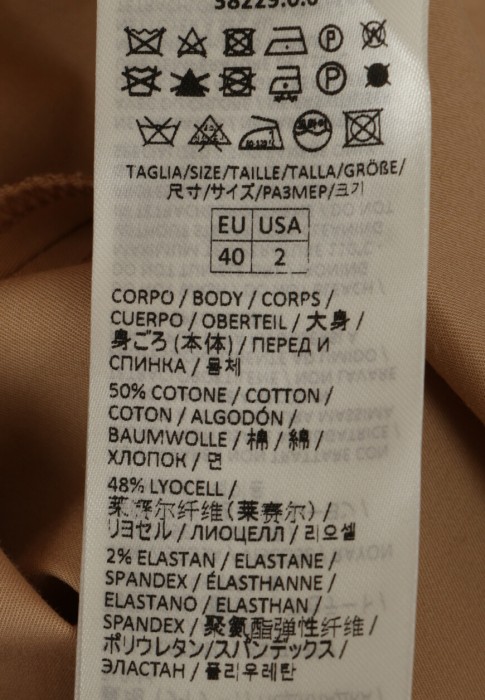 38229.0.0
TAGLIA/SIZE/TAILLE/TALLA/GRÖßE/
尺寸/サイズ/РАЗМЕР/크기
EU USA
40 2
CORPO / BODY / CORPS /
CUERPO / OBERTEIL / 大身 /
身ごろ (本体) / ПЕРЕД И
СПИНКА / 몸체
50% COTONE / COTTON /
COTON / ALGODÓN /
BAUMWOLLE / 棉 / 綿 /
ХЛОПОК / 면
48% LYOCELL /
莱赛尔纤维(莱赛尔) /
リヨセル / ЛИОЦЕЛЛ / 리오셀
2% ELASTAN / ELASTANE /
SPANDEX / ÉLASTHANNE /
ELASTANO / ELASTHAN /
SPANDEX / 聚氨酯弹性纤维 /
ポリウレタン/スパンデックス /
ЭЛАСТАН / 폴리우레탄